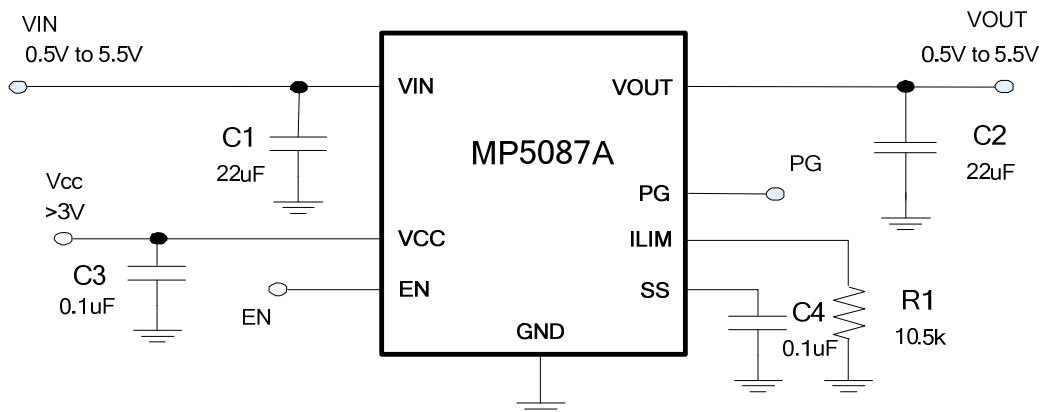 VIN
0.5V to 5.5V
VOUT
0.5V to 5.5V
VIN
VOUT
C1
22uF
MP5087A
C2
22uF
PG
PG
Vcc
>3V
VCC
ILIM
C3
0.1uF
EN
EN
SS
C4
0.1uF
R1
10.5k
GND